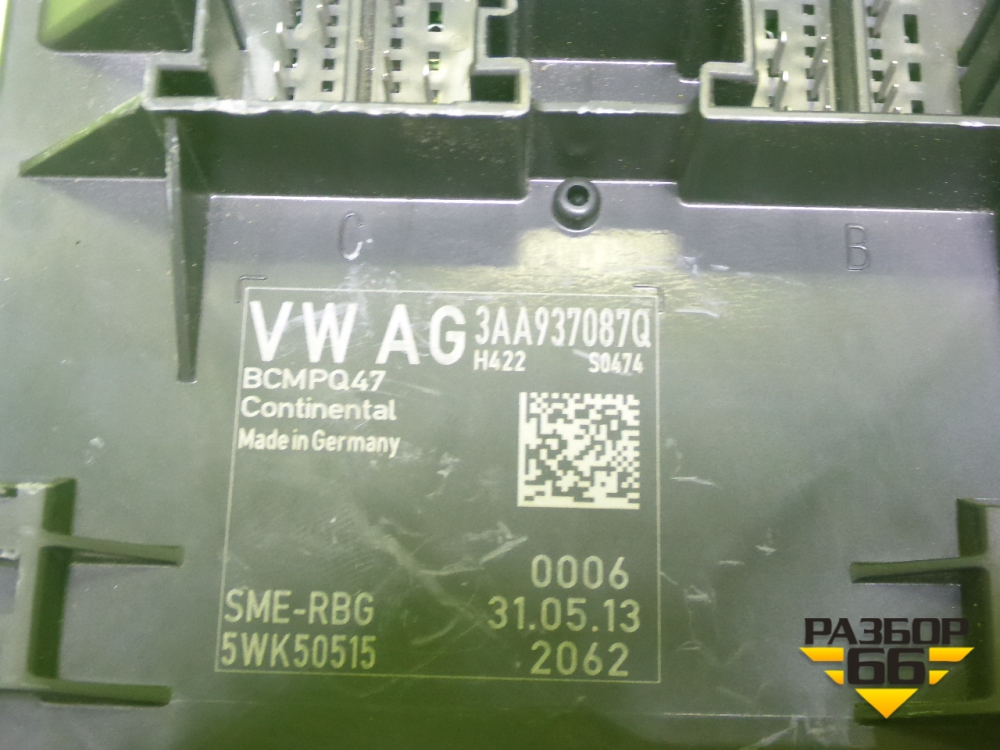 C
B
VW AG 3AA937087Q
H422 S0474
BCMPQ47
Continental
Made in Germany
0006
SME-RBG 31.05.13
5WK50515 2062
РАЗБОР
66